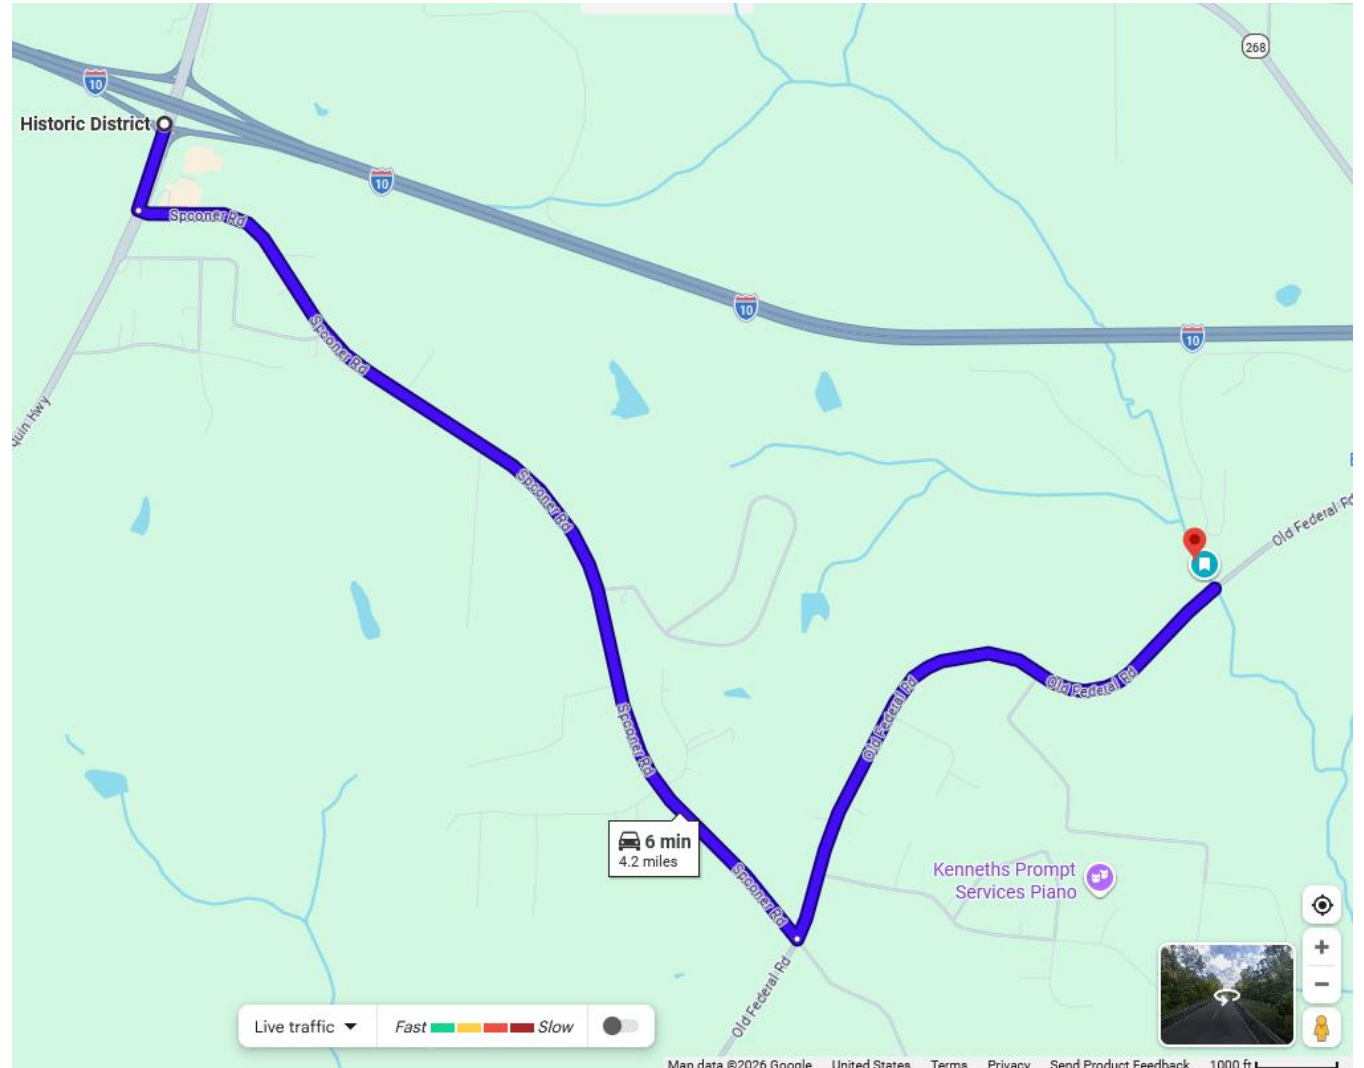 268
10
Historic District
10
Spooner Rd
10
10
Spooner Rd
quin Hwy
Spooner Rd
Old Federal Rd
Old Federal Rd
Old Federal Rd
Spooner Rd
6 min
4.2 miles
Spooner Rd
Kenneths Prompt
Services Piano
Old Federal Rd
Live traffic
Fast
Slow
Map data ©2026 Google
United States
Terms
Privacy
Send Product Feedback
1000 ft